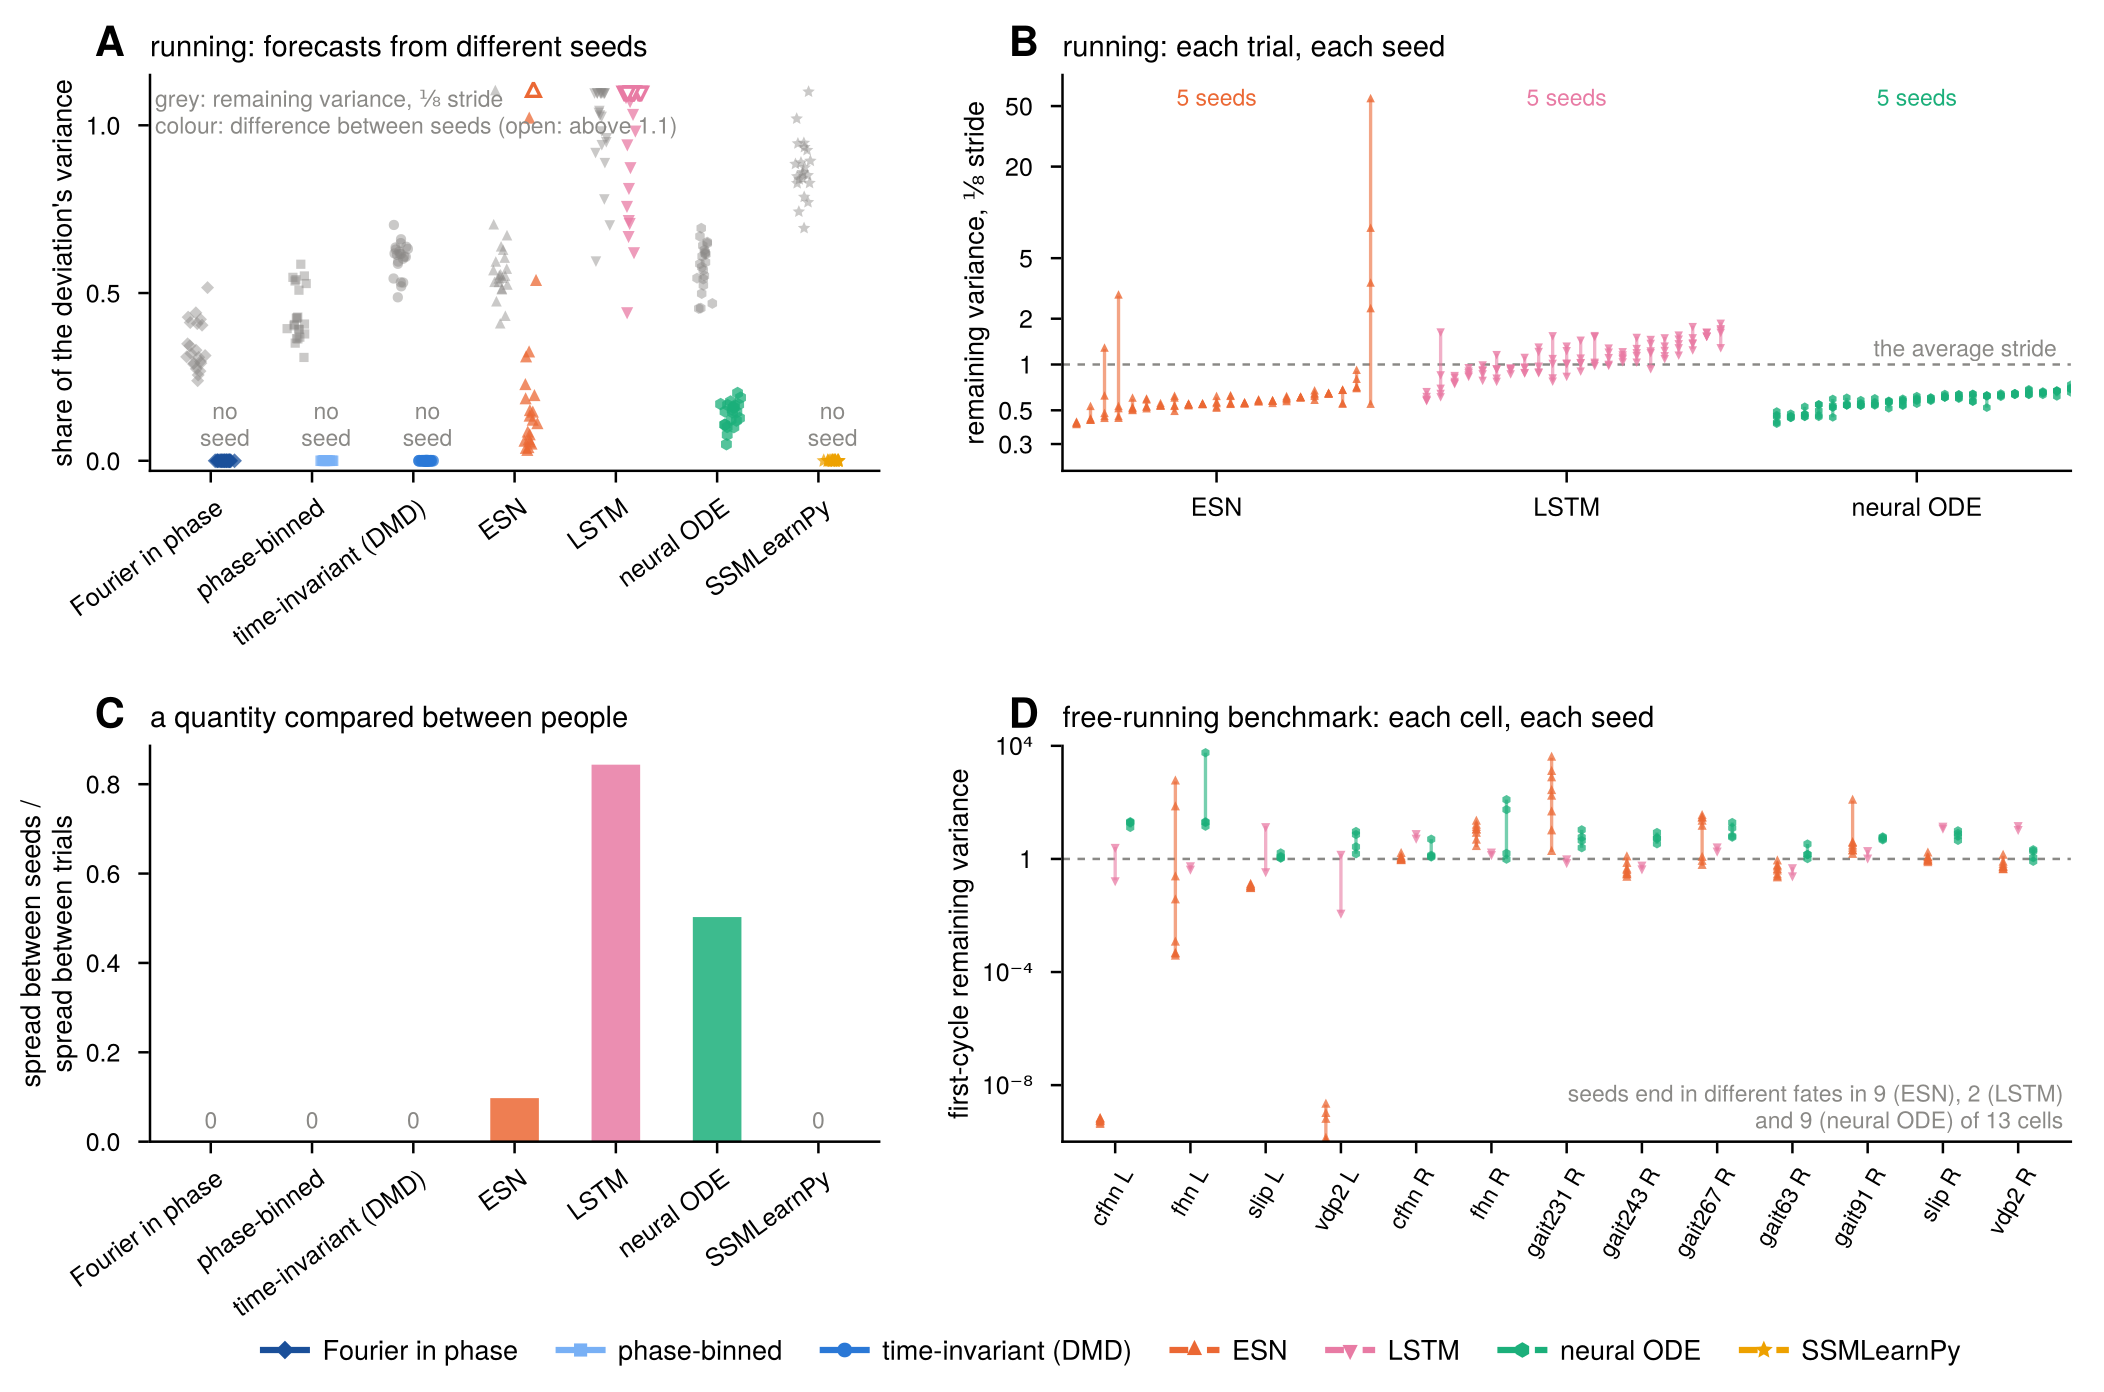 A running: forecasts from different seeds
share of the deviation's variance
grey: remaining variance, ⅛ stride
colour: difference between seeds (open: above 1.1)
1.0
0.5
0.0
no seed
no seed
no seed
no seed
Fourier in phase
phase-binned
time-invariant (DMD)
ESN
LSTM
neural ODE
SSMLearnPy
B running: each trial, each seed
remaining variance, ⅛ stride
5 seeds
5 seeds
5 seeds
50
20
5
2
1
0.5
0.3
the average stride
ESN
LSTM
neural ODE
C a quantity compared between people
spread between seeds /
spread between trials
0.8
0.6
0.4
0.2
0.0
0
0
0
0
Fourier in phase
phase-binned
time-invariant (DMD)
ESN
LSTM
neural ODE
SSMLearnPy
D free-running benchmark: each cell, each seed
first-cycle remaining variance
10⁴
1
10⁻⁴
10⁻⁸
seeds end in different fates in 9 (ESN), 2 (LSTM)
and 9 (neural ODE) of 13 cells
cfhn L
fhn L
slip L
vdp2 L
cfhn R
fhn R
gait231 R
gait243 R
gait267 R
gait63 R
gait91 R
slip R
vdp2 R
Fourier in phase
phase-binned
time-invariant (DMD)
ESN
LSTM
neural ODE
SSMLearnPy